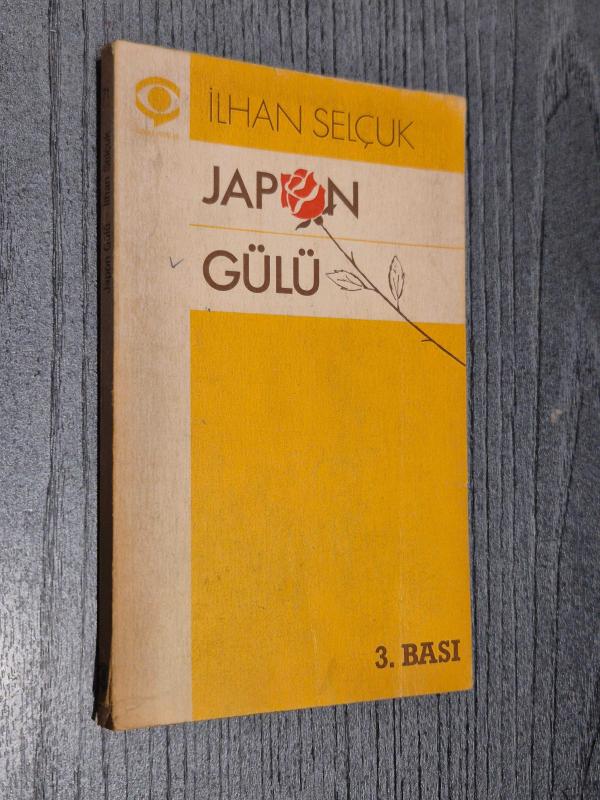 İLHAN SELÇUK
JAPON
GÜLÜ
3. BASI
Japon Gülü İlhan Selçuk